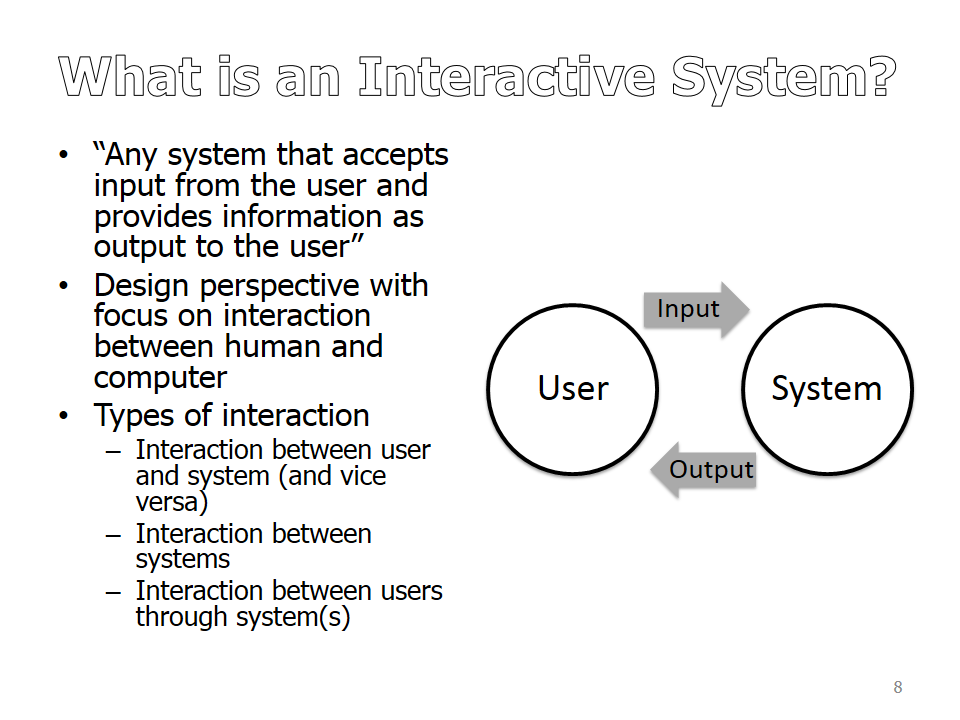 What is an Interactive System?
• “Any system that accepts
input from the user and
provides information as
output to the user”
• Design perspective with
focus on interaction
between human and
computer
• Types of interaction
– Interaction between user
and system (and vice
versa)
– Interaction between
systems
– Interaction between users
through system(s)
Input
User
System
Output
8